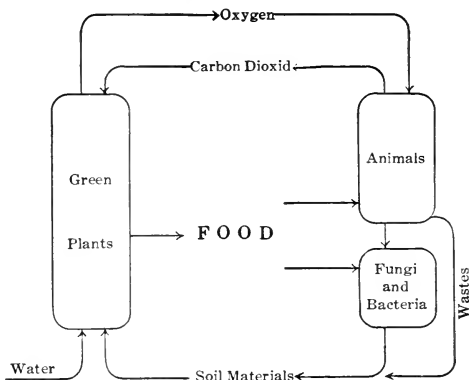 Oxygen
Carbon Dioxid
Green
Plants
Animals
FOOD
Fungi
and
Bacteria
Wastes
Water
Soil Materials